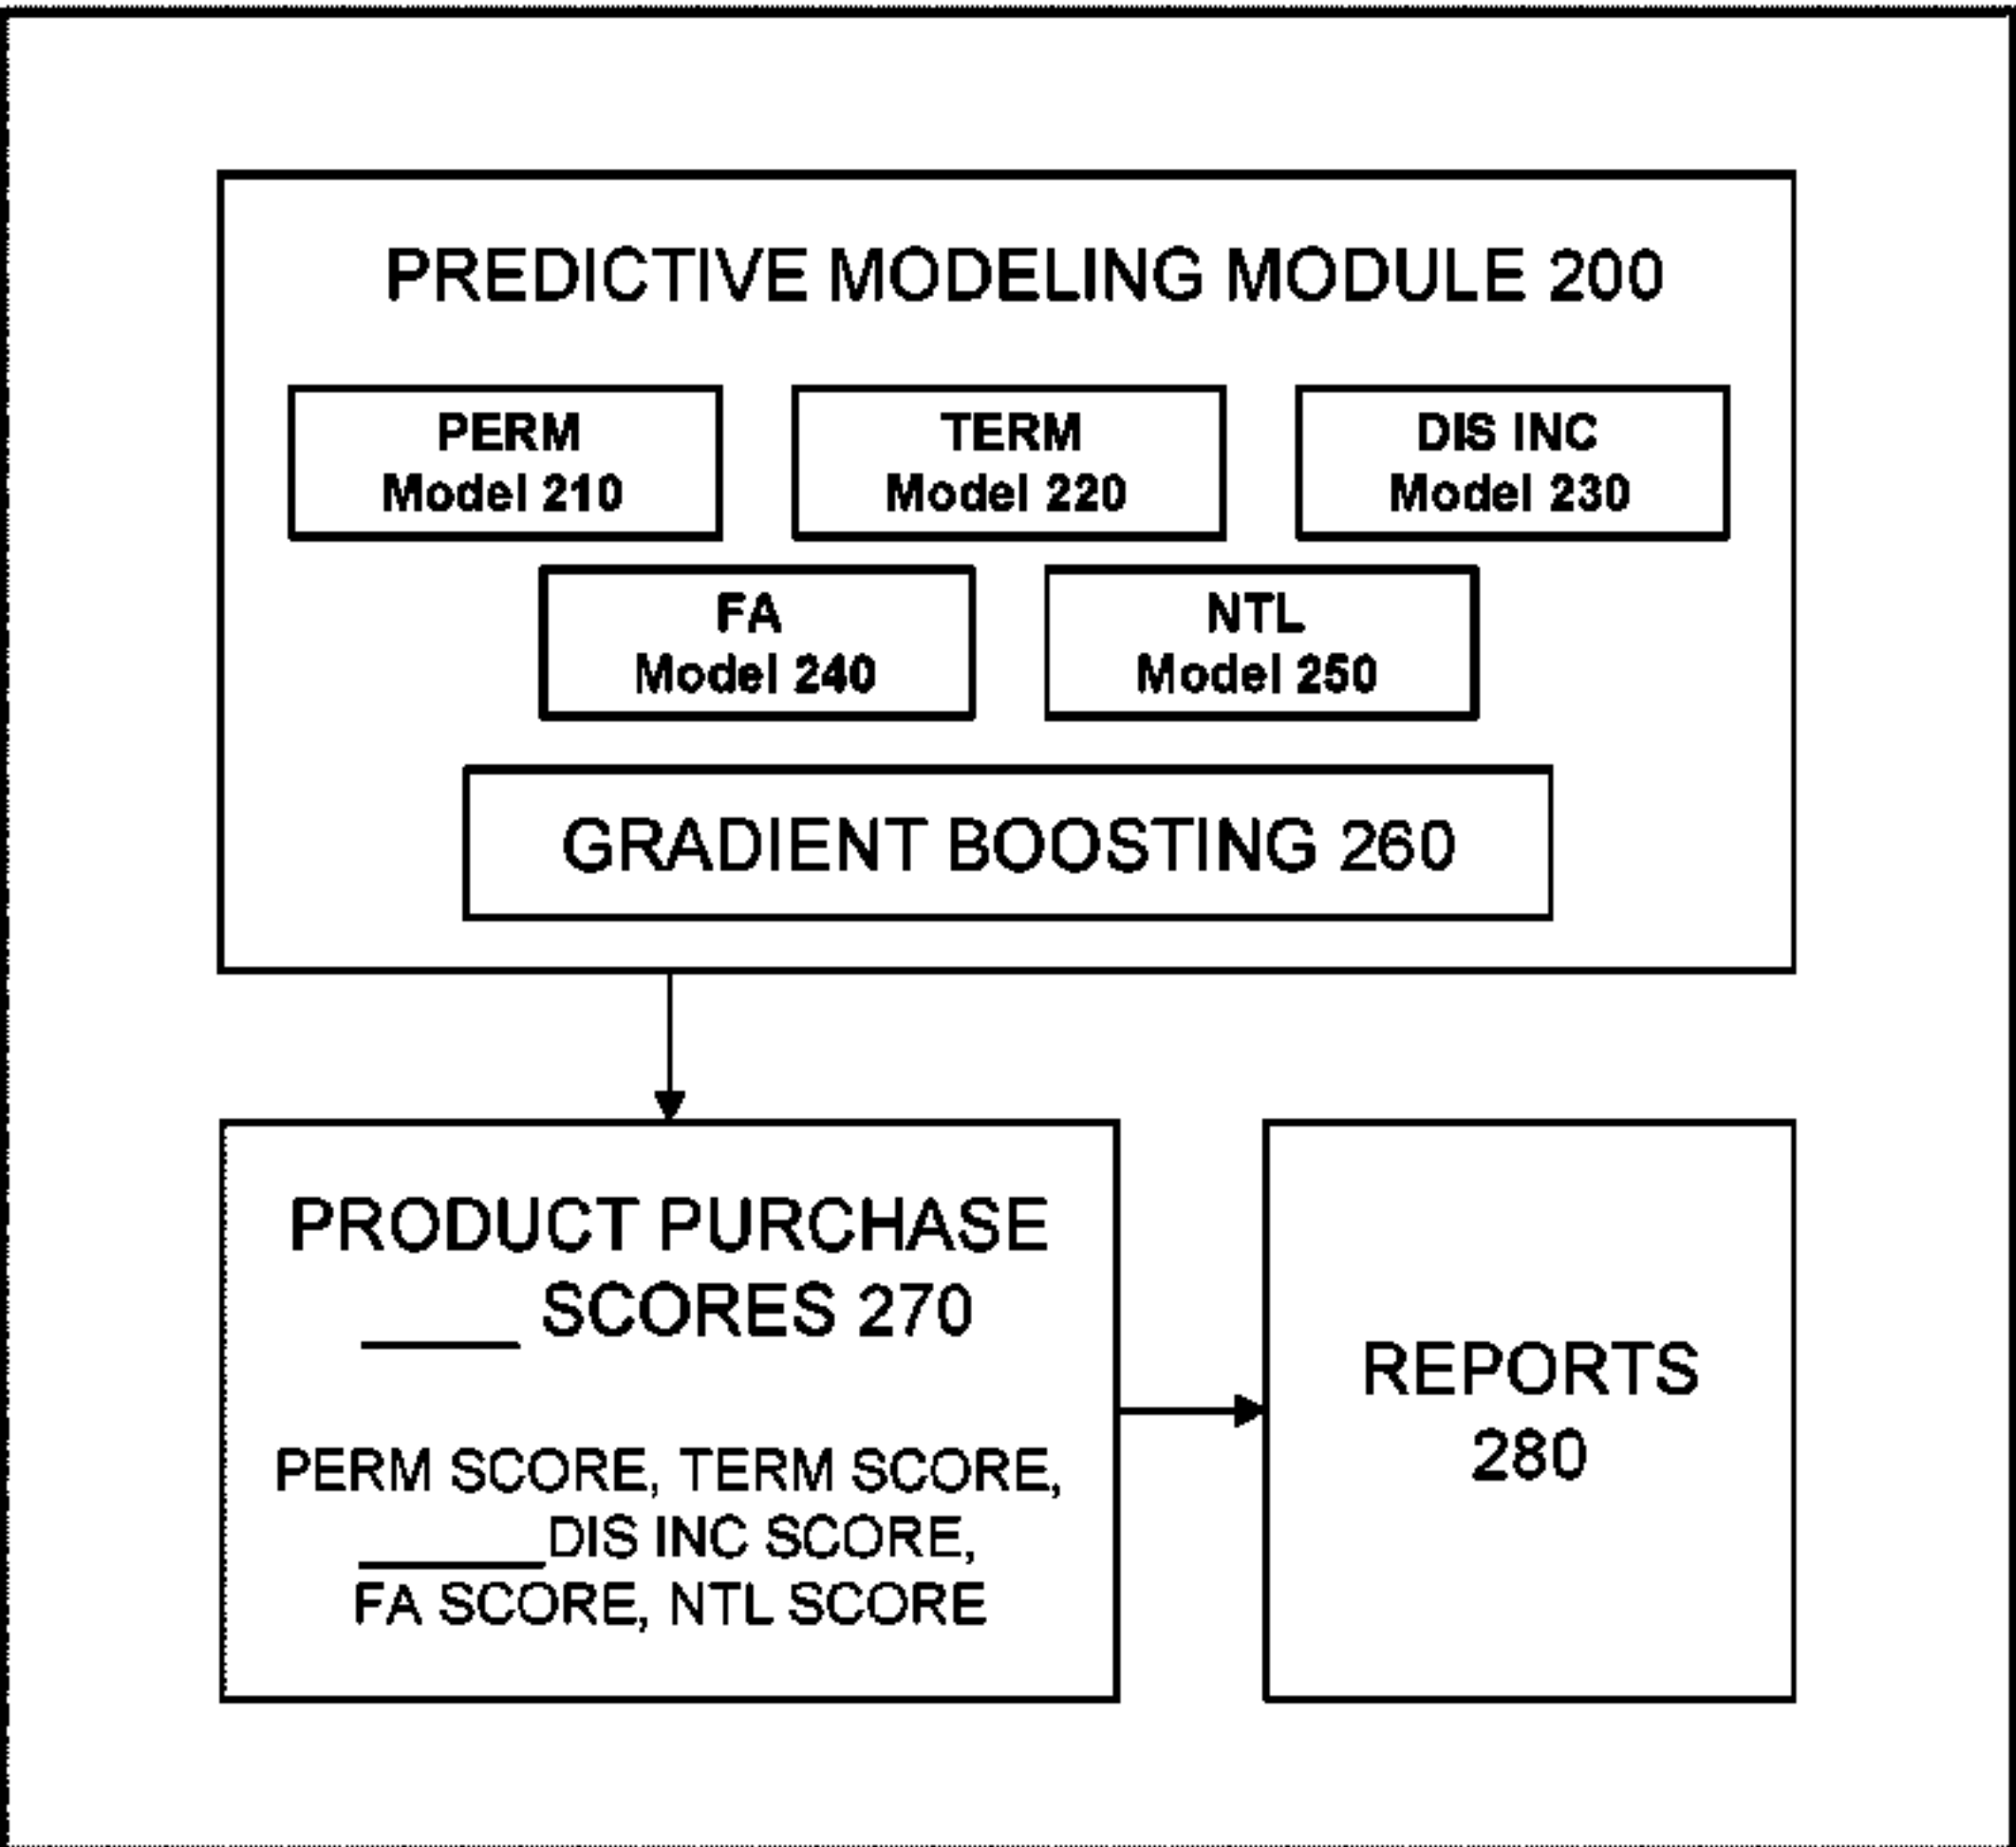 PREDICTIVE MODELING MODULE 200
PERM
Model 210
TERM
Model 220
DIS INC
Model 230
FA
Model 240
NTL
Model 250
GRADIENT BOOSTING 260
PRODUCT PURCHASE
____ SCORES 270
PERM SCORE, TERM SCORE,
______DIS INC SCORE,
FA SCORE, NTL SCORE
REPORTS
280